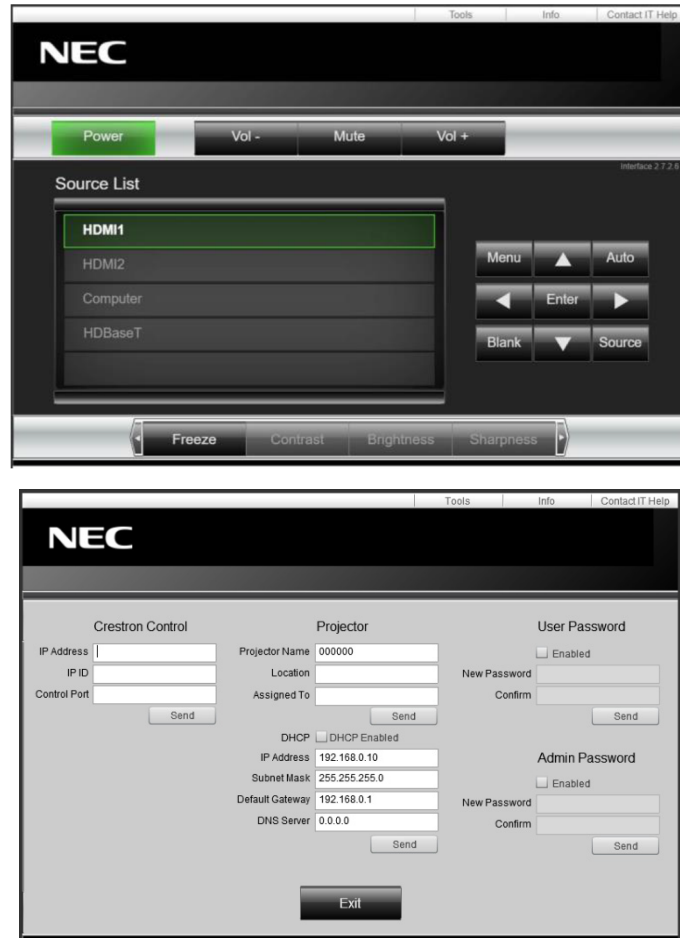 Tools Info Contact IT Help
NEC
Power Vol - Mute Vol +
Interface 2.7.2.6
Source List
HDMI1
HDMI2
Computer
HDBaseT
Menu Auto
Enter
Blank Source
Freeze Contrast Brightness Sharpness
Tools Info Contact IT Help
NEC
Crestron Control
IP Address
IP ID
Control Port
Send
Projector
Projector Name 000000
Location
Assigned To
Send
DHCP DHCP Enabled
IP Address 192.168.0.10
Subnet Mask 255.255.255.0
Default Gateway 192.168.0.1
DNS Server 0.0.0.0
Send
User Password
Enabled
New Password
Confirm
Send
Admin Password
Enabled
New Password
Confirm
Send
Exit